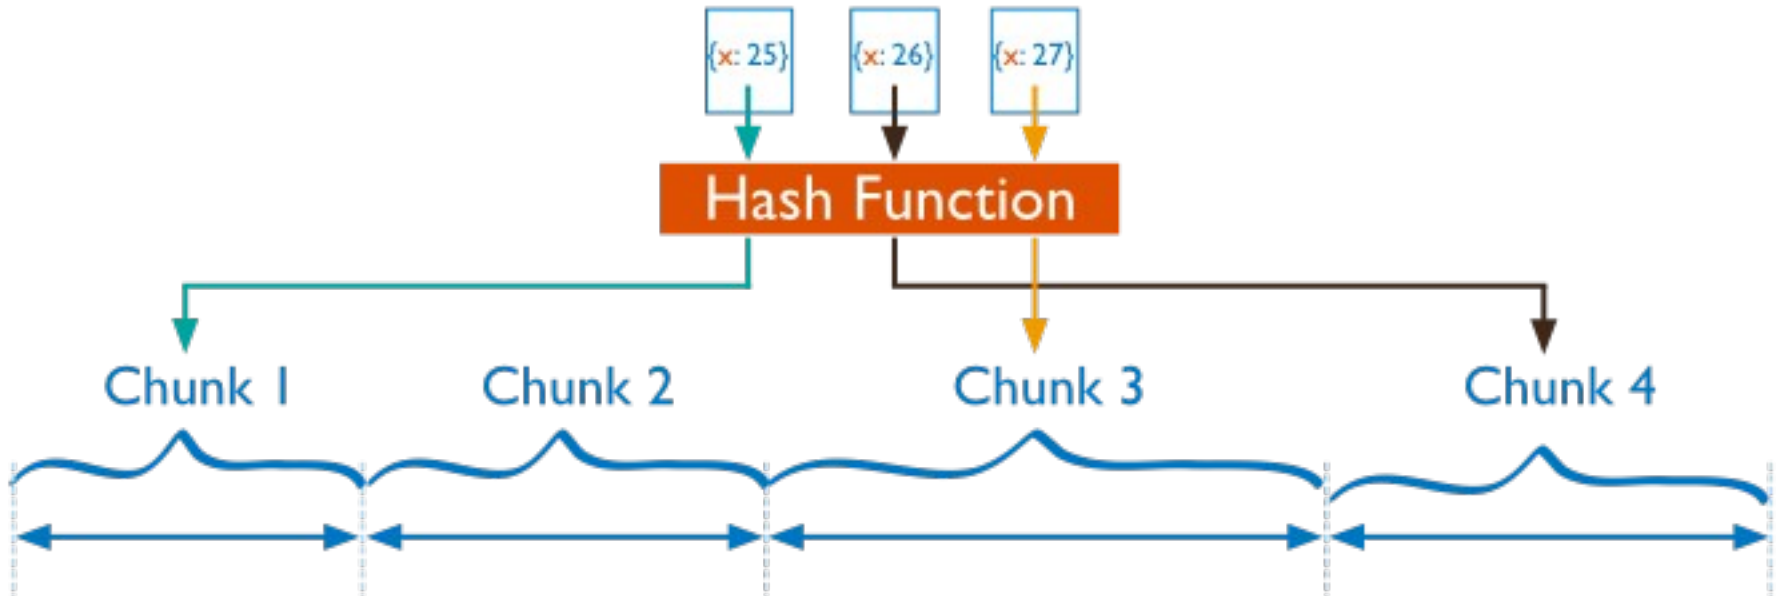 {x: 25} {x: 26} {x: 27}
Hash Function
Chunk 1 Chunk 2 Chunk 3 Chunk 4